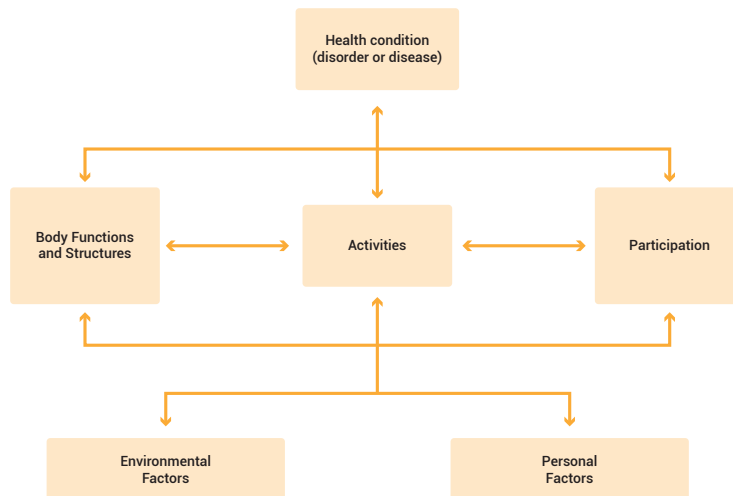 Health condition
(disorder or disease)
Body Functions
and Structures
Activities
Participation
Environmental
Factors
Personal
Factors